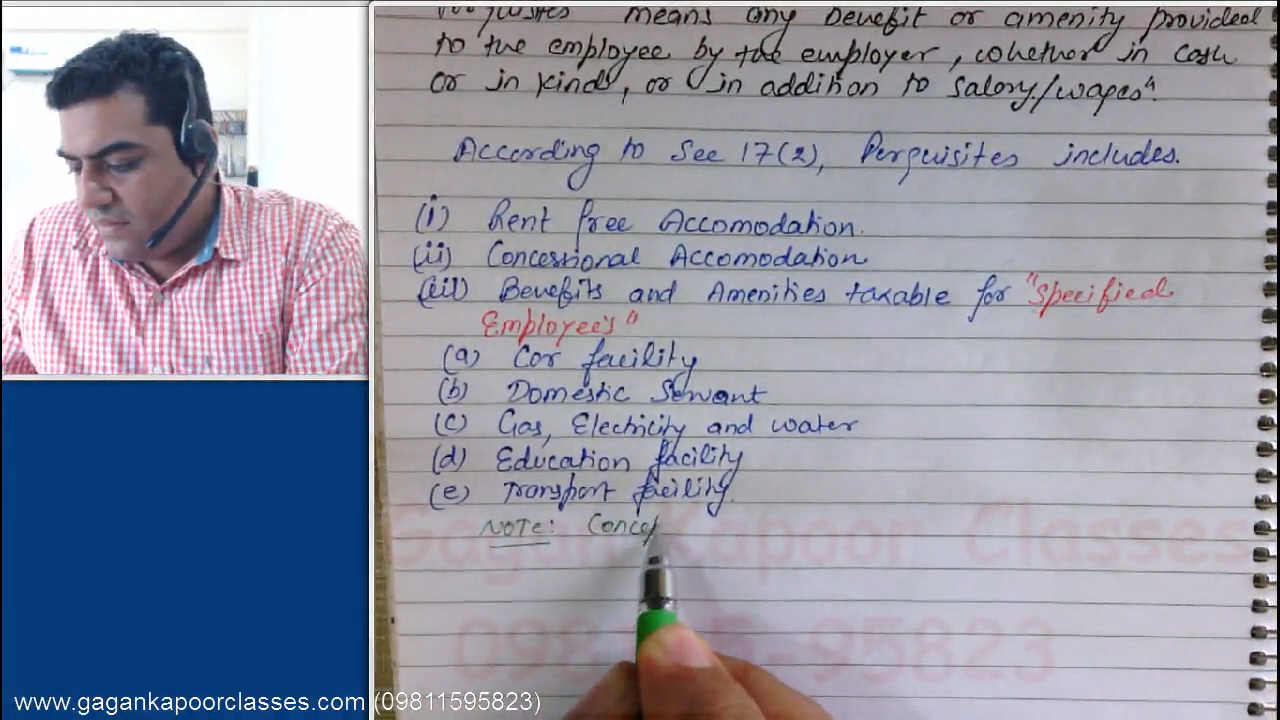 Perquisites means any benefit or amenity provided
to the employee by the employer, whether in cash
or in kind, or in addition to salary/wages".
According to Sec 17(2), Perquisites includes.
(i) Rent free Accomodation.
(ii) Concessional Accomodation
(iii) Benefits and Amenities taxable for "Specified
Employee's"
(a) Car facility
(b) Domestic Servant
(c) Gas, Electricity and water
(d) Education facility
(e) Transport facility.
NOTE: Concep
Gagan Kapoor Classes
09811595823
www.gagankapoorclasses.com (09811595823)